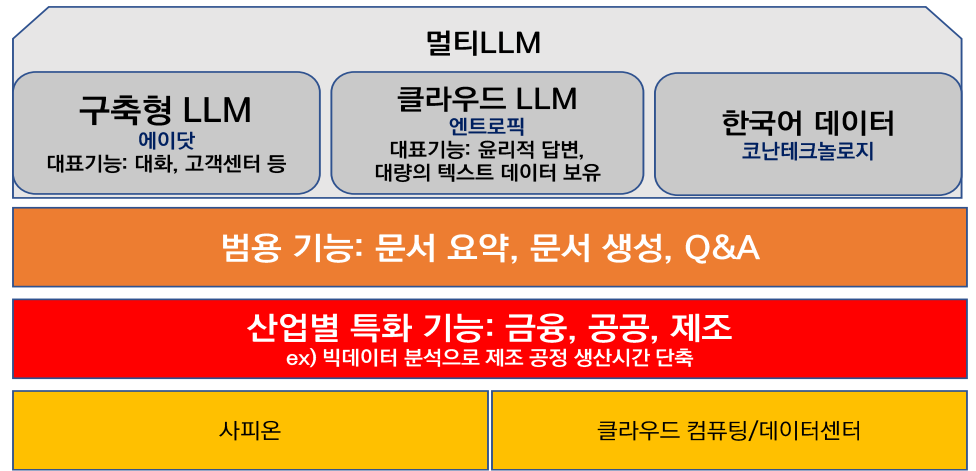 멀티LLM
구축형 LLM
에이닷
대표기능: 대화, 고객센터 등
클라우드 LLM
엔트로픽
대표기능: 윤리적 답변,
대량의 텍스트 데이터 보유
한국어 데이터
코난테크놀로지
범용 기능: 문서 요약, 문서 생성, Q&A
산업별 특화 기능: 금융, 공공, 제조
ex) 빅데이터 분석으로 제조 공정 생산시간 단축
사피온
클라우드 컴퓨팅/데이터센터